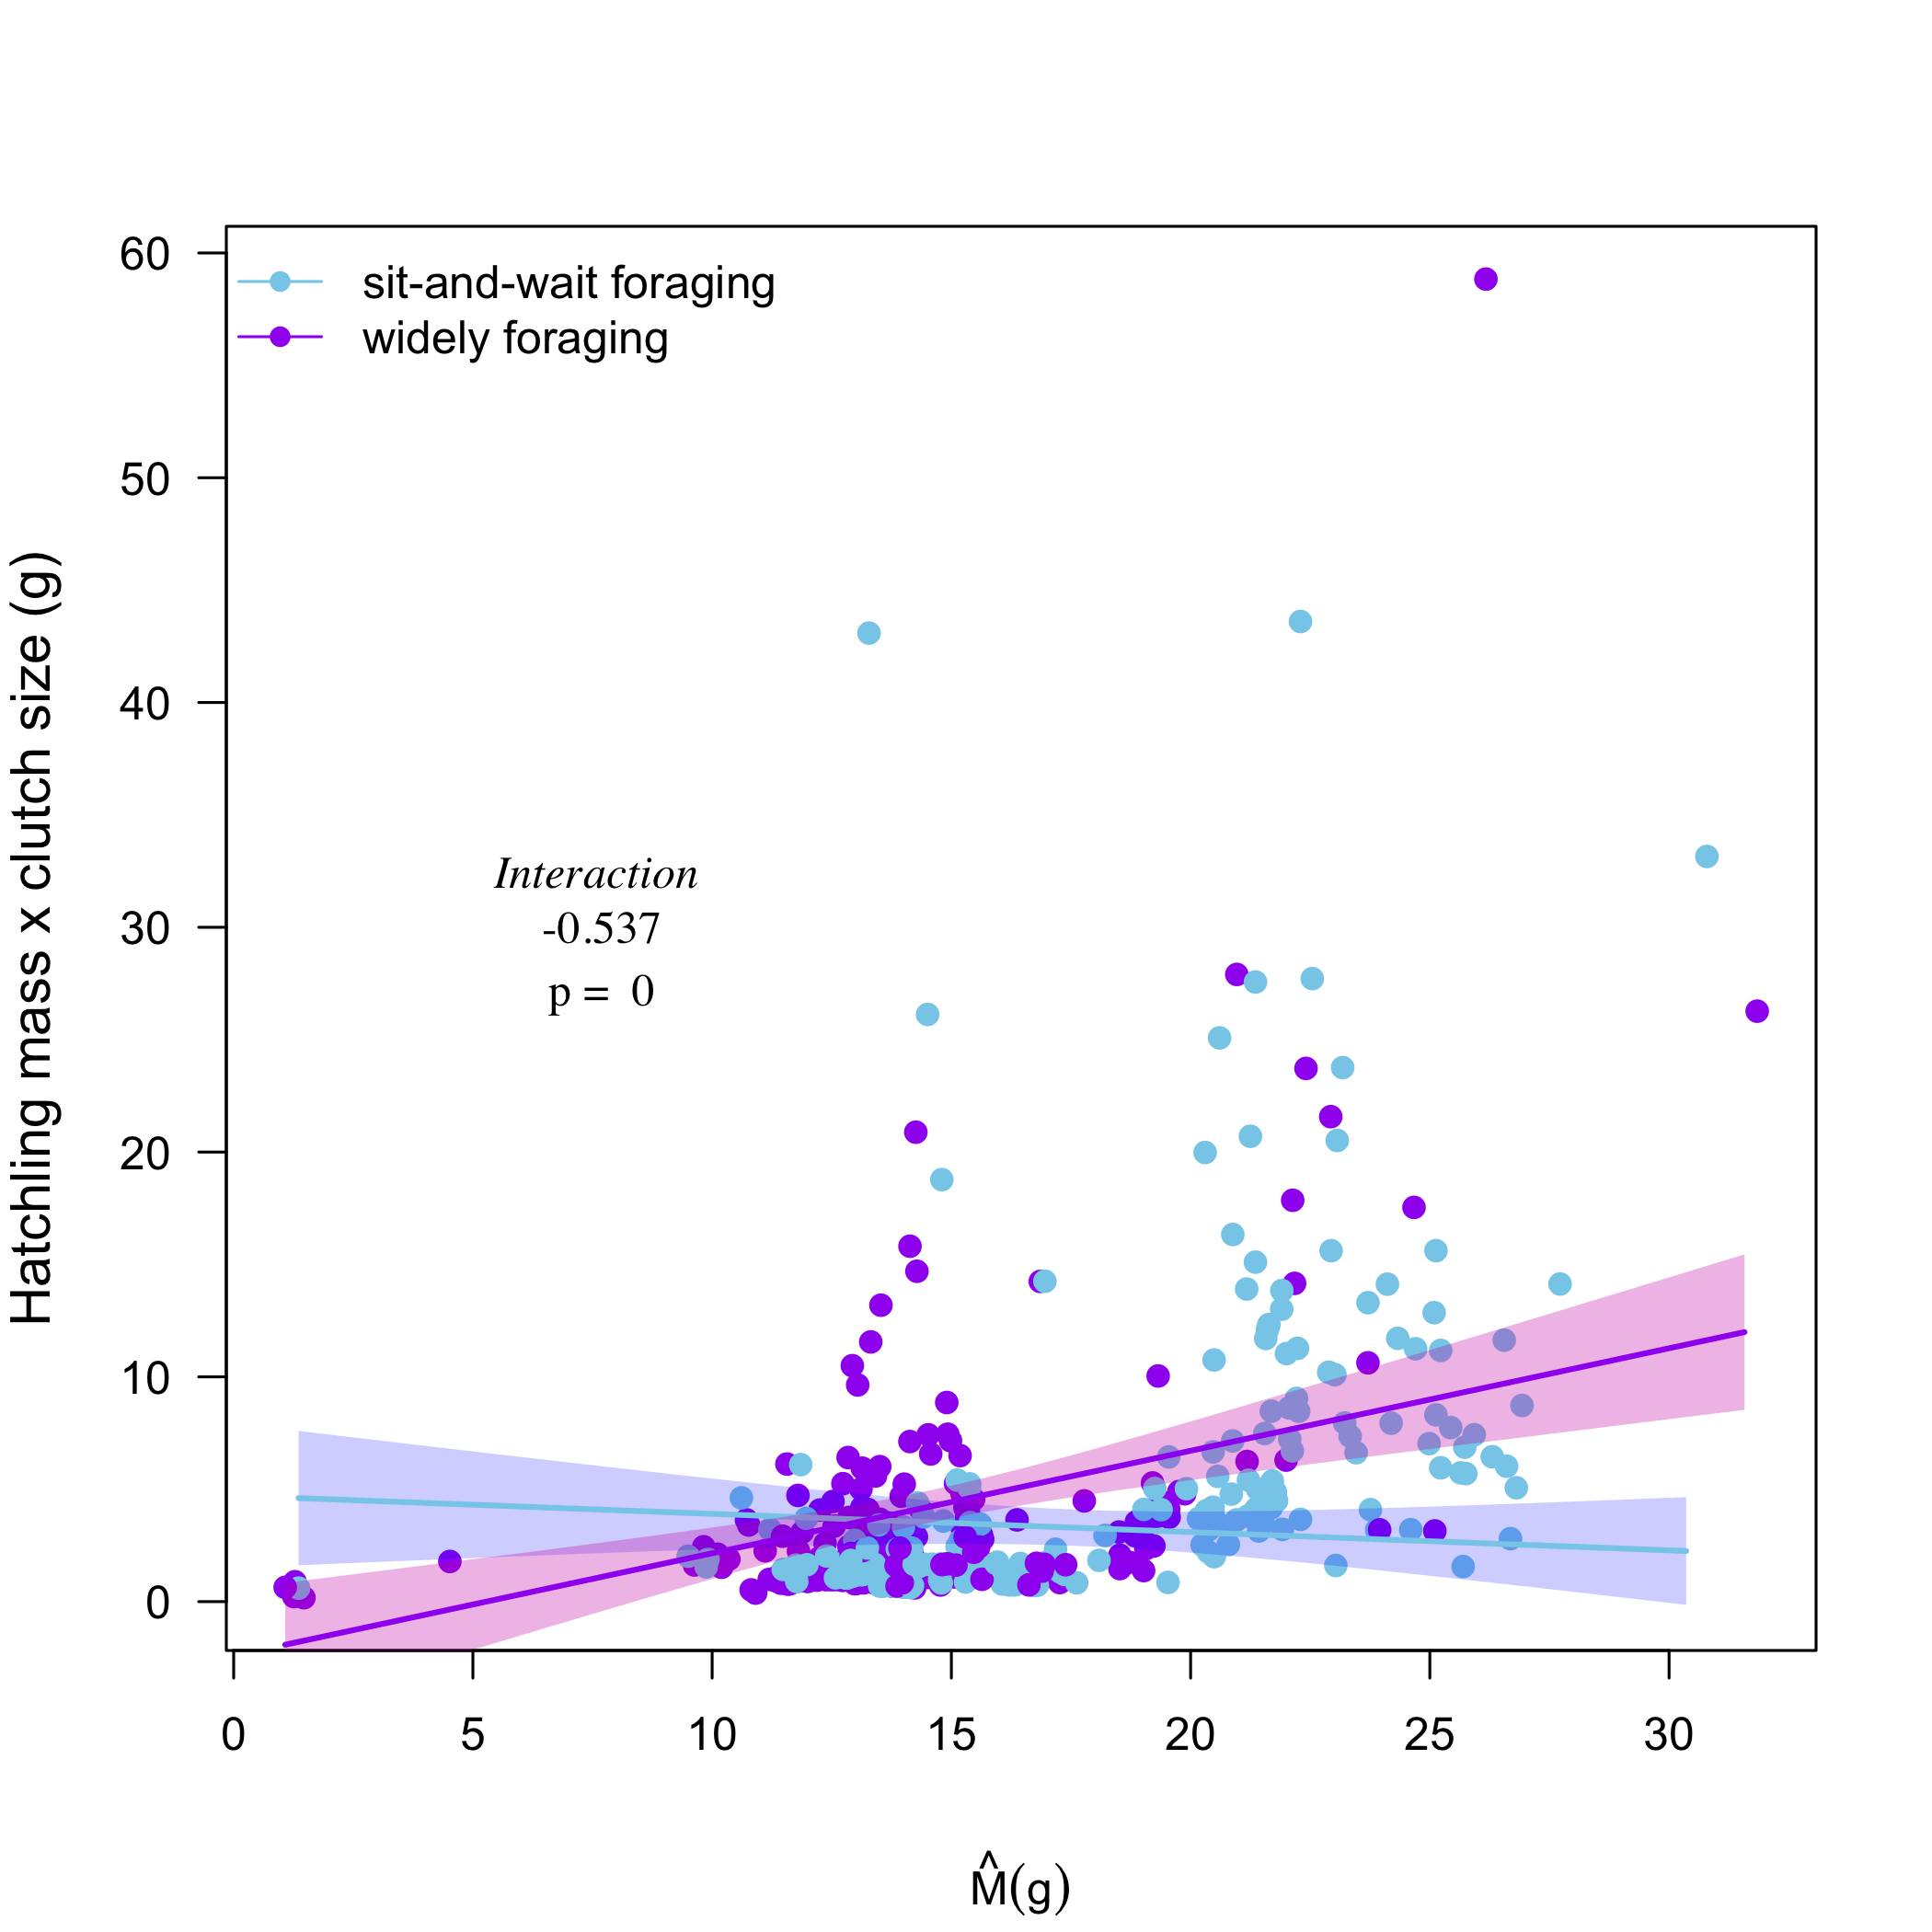 60
sit-and-wait foraging
widely foraging
50
40
30
20
10
0
Hatchling mass x clutch size (g)
Interaction
-0.537
p = 0
0 5 10 15 20 25 30
M̂(g)